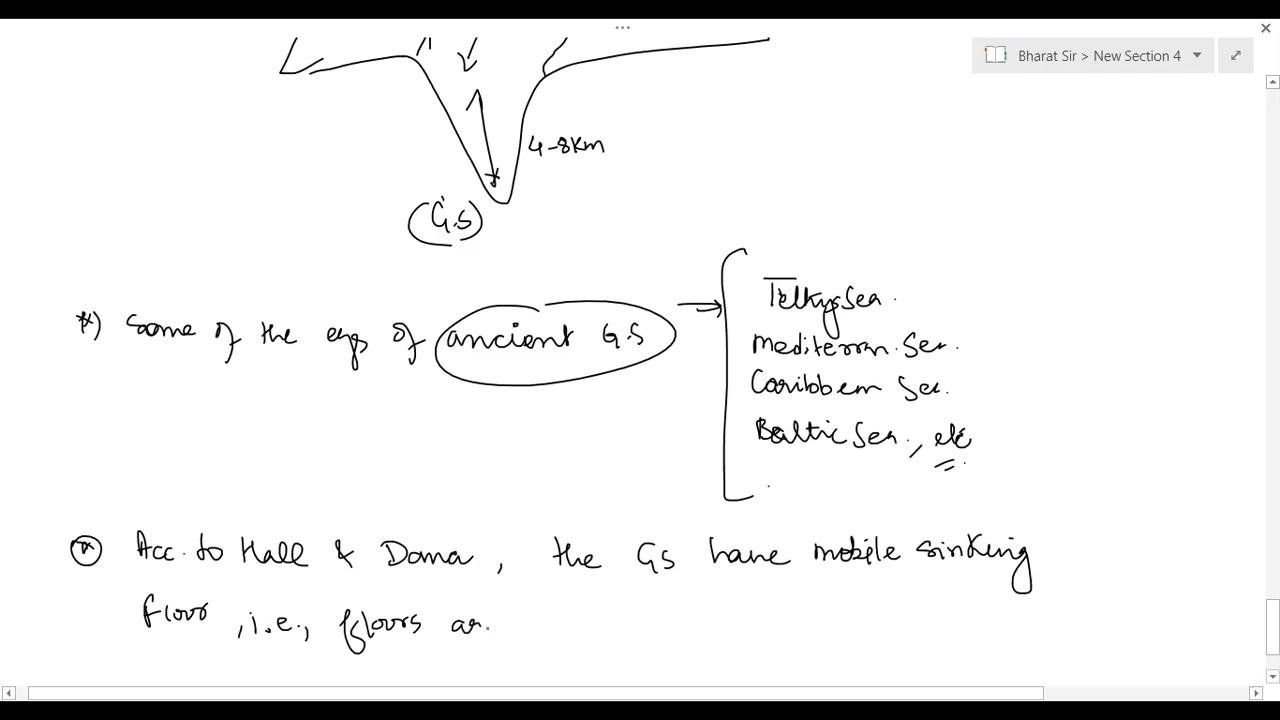 ...
Bharat Sir > New Section 4
4-8km
(G.S)
*) Some of the egs of ancient G.S →
Telhys Sea.
Mediterran. Sea.
Caribbean Sea.
Baltic Sea., etc
* Acc. to Hall & Dana, the GS have mobile sinking
floor, i.e., floors ar.